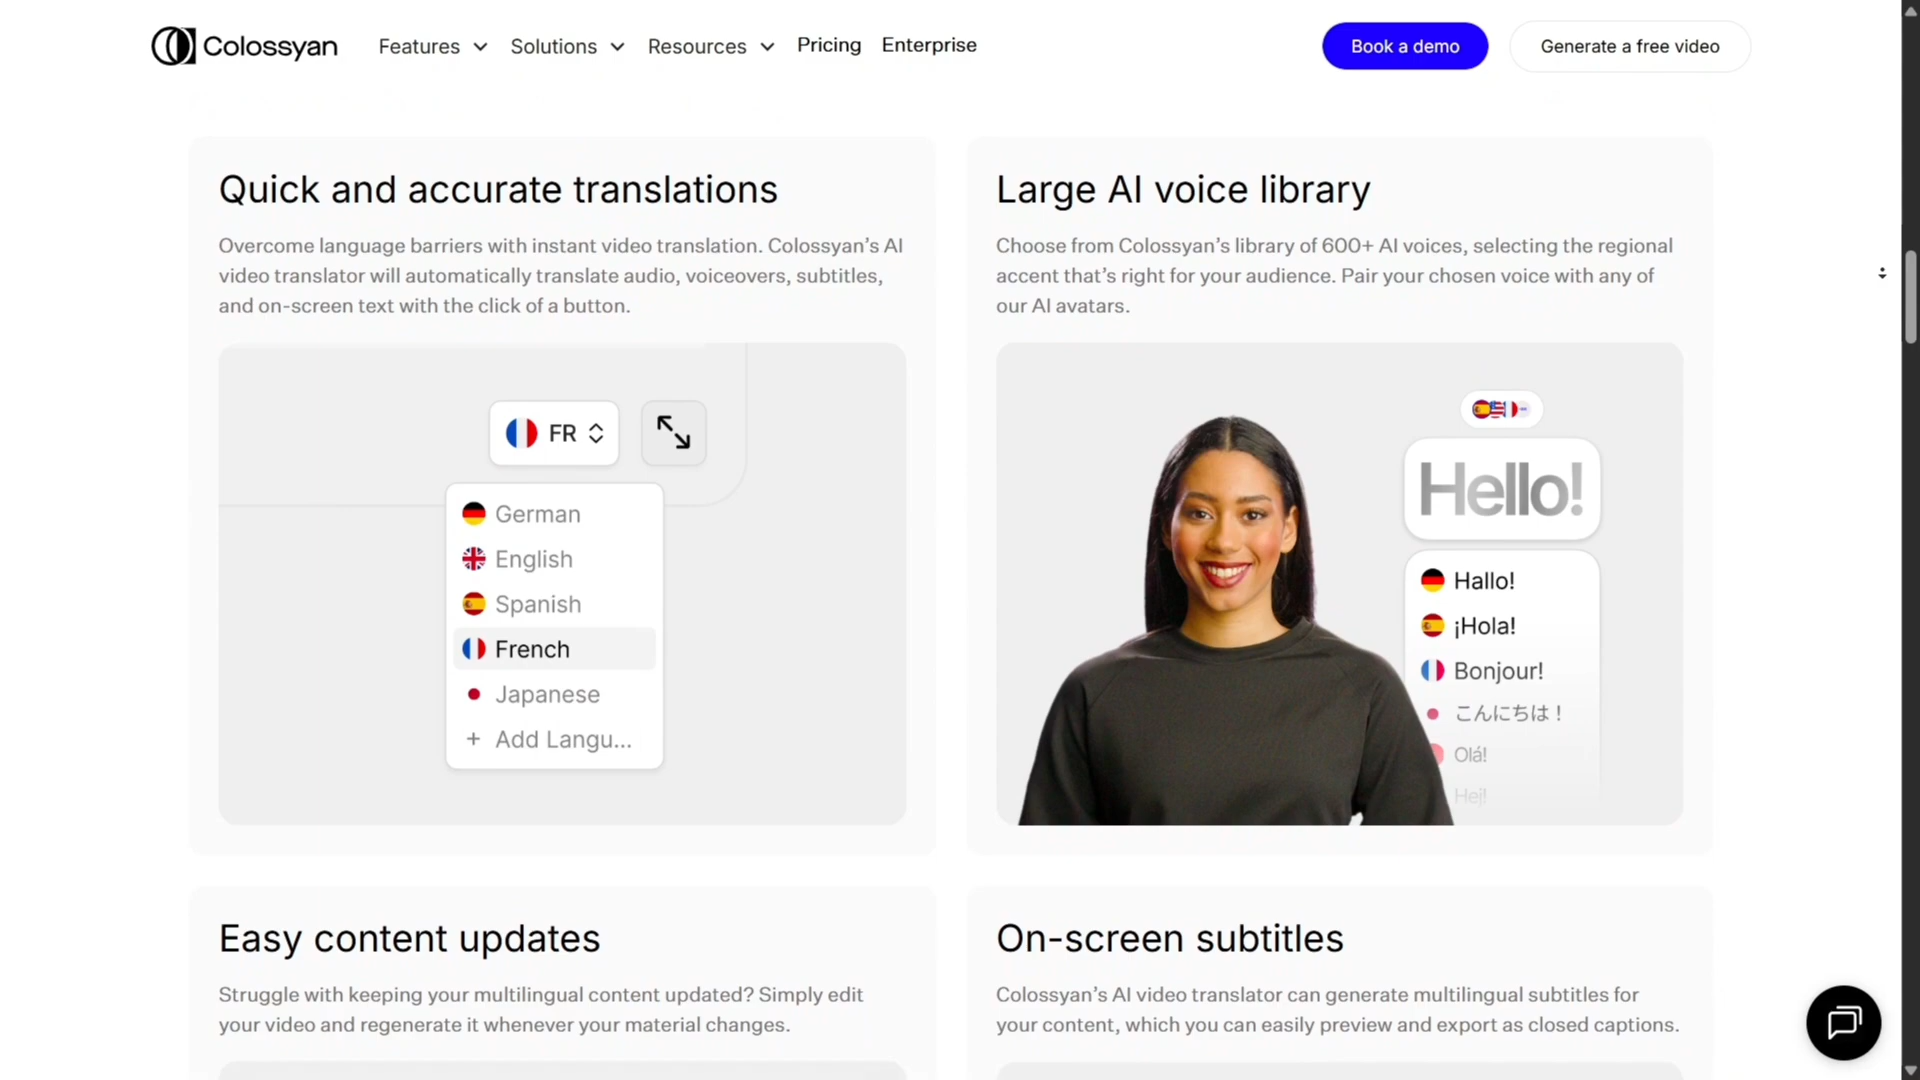 Colossyan
Features
Solutions
Resources
Pricing
Enterprise
Book a demo
Generate a free video
Quick and accurate translations
Overcome language barriers with instant video translation. Colossyan’s AI
video translator will automatically translate audio, voiceovers, subtitles,
and on-screen text with the click of a button.
FR
German
English
Spanish
French
Japanese
+ Add Langu...
Large AI voice library
Choose from Colossyan’s library of 600+ AI voices, selecting the regional
accent that’s right for your audience. Pair your chosen voice with any of
our AI avatars.
Hello!
Hallo!
¡Hola!
Bonjour!
こんにちは！
Olá!
Hej!
Easy content updates
Struggle with keeping your multilingual content updated? Simply edit
your video and regenerate it whenever your material changes.
On-screen subtitles
Colossyan’s AI video translator can generate multilingual subtitles for
your content, which you can easily preview and export as closed captions.